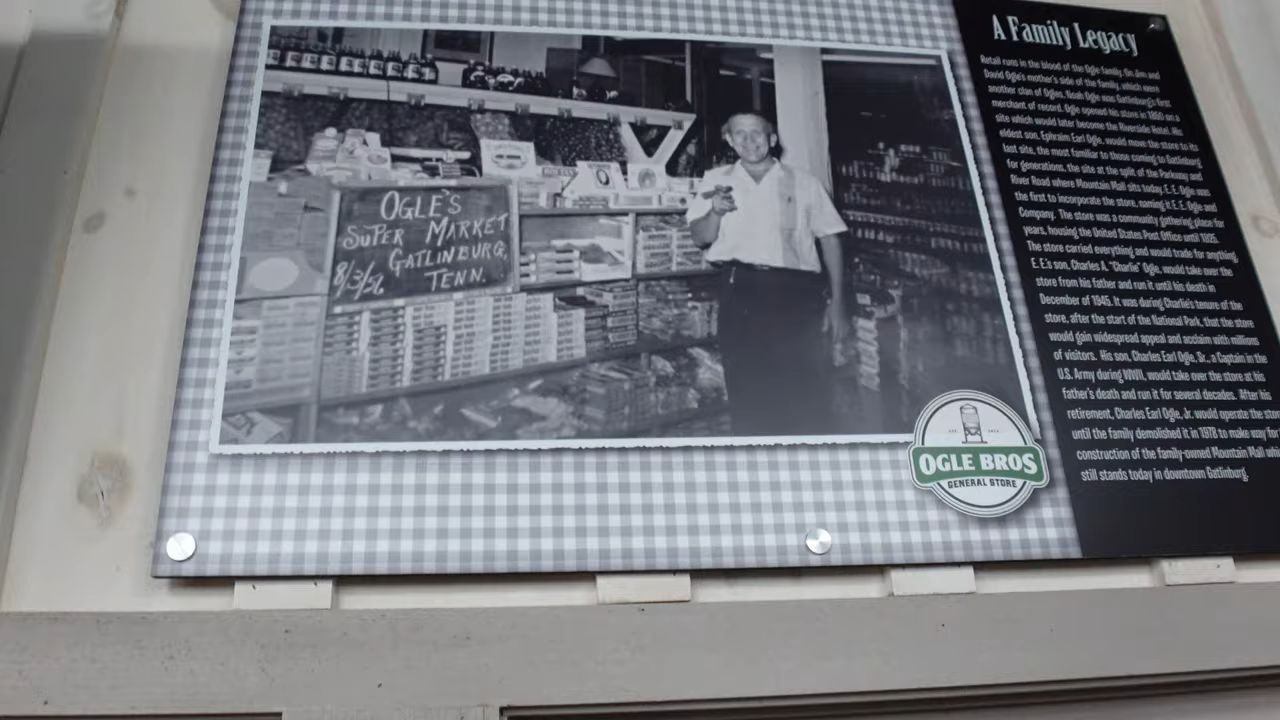 A Family Legacy
Retail runs in the blood of the Ogle family. On Jim and
David Ogle's mother's side of the family, which were
another clan of Ogles, Noah Ogle was Gatlinburg's first
merchant of record. Ogle opened his store in 1850 on a
site which would later become the Riverside Hotel. His
eldest son, Ephraim Earl Ogle, would move the store to its
last site, the most familiar to those coming to Gatlinburg
for generations, the site at the split of the Parkway and
River Road where Mountain Mall sits today. E.E. Ogle was
the first to incorporate the store, naming it E.E. Ogle and
Company. The store was a community gathering place for
years, housing the United States Post Office until
The store carried everything and would trade for anything.
E.E.'s son, Charles A. "Charlie" Ogle, would take over the
store from his father and run it until his death in
December of 1945. It was during Charlie's tenure of the
store, after the start of the National Park, that the store
would gain widespread appeal and acclaim with millions
of visitors. His son, Charles Earl Ogle, Sr., a Captain in the
U.S. Army during WWII, would take over the store at his
father's death and run it for several decades. After his
retirement, Charles Earl Ogle, Jr. would operate the sto
until the family demolished it in 1978 to make way for
construction of the family-owned Mountain Mall whi
still stands today in downtown Gatlinburg.
OGLE'S
SUPER MARKET
GATLINBURG,
8/3/56 TENN.
OGLE BROS
GENERAL STORE